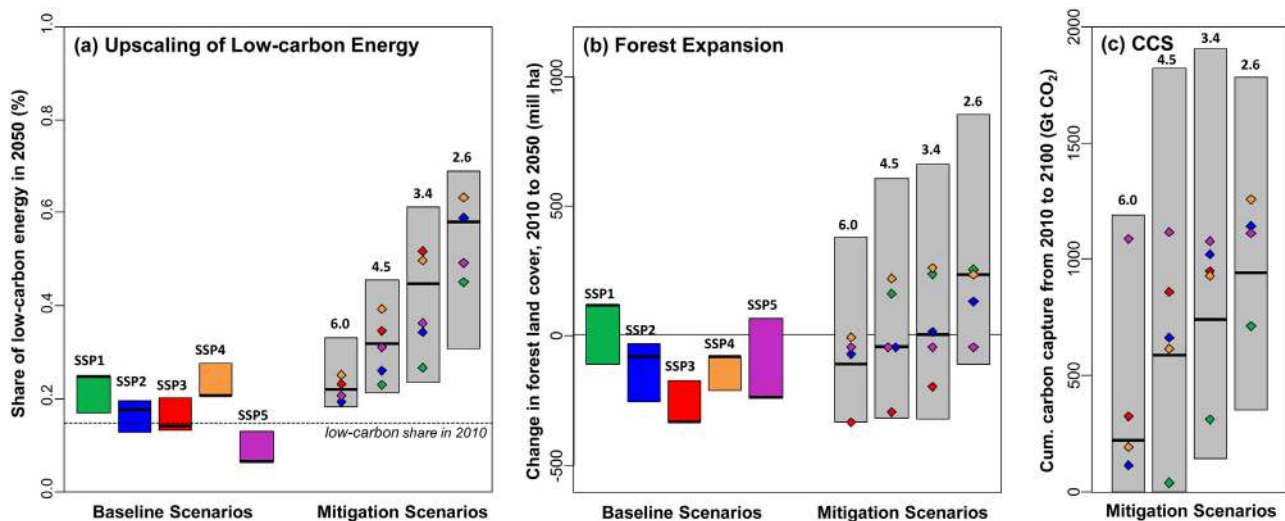 (a) Upscaling of Low-carbon Energy
Share of low-carbon energy in 2050 (%)
1.0
0.8
0.6
0.4
0.2
0.0
SSP1
SSP2
SSP3
SSP4
SSP5
6.0
4.5
3.4
2.6
low-carbon share in 2010
Baseline Scenarios
Mitigation Scenarios
(b) Forest Expansion
Change in forest land cover, 2010 to 2050 (mill ha)
1000
500
0
-500
SSP1
SSP2
SSP3
SSP4
SSP5
6.0
4.5
3.4
2.6
Baseline Scenarios
Mitigation Scenarios
(c) CCS
Cum. carbon capture from 2010 to 2100 (Gt CO₂)
2000
1500
1000
500
0
6.0
4.5
3.4
2.6
Mitigation Scenarios